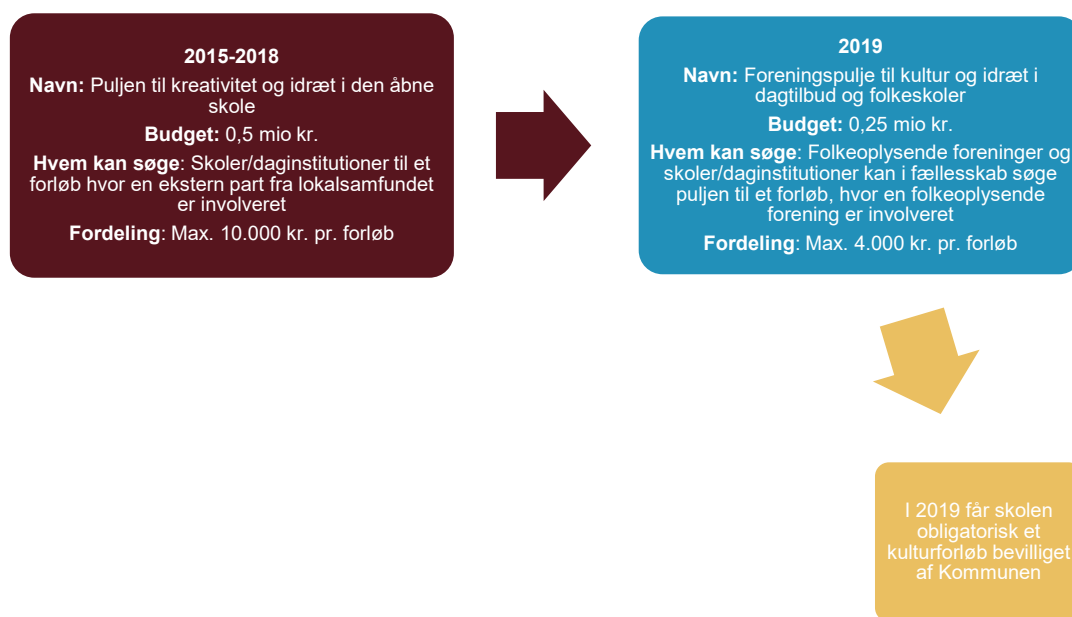 2015-2018
Navn: Puljen til kreativitet og idræt i den åbne
skole
Budget: 0,5 mio kr.
Hvem kan søge: Skoler/daginstitutioner til et
forløb hvor en ekstern part fra lokalsamfundet
er involveret
Fordeling: Max. 10.000 kr. pr. forløb
2019
Navn: Foreningspulje til kultur og idræt i
dagtilbud og folkeskoler
Budget: 0,25 mio kr.
Hvem kan søge: Folkeoplysende foreninger og
skoler/daginstitutioner kan i fællesskab søge
puljen til et forløb, hvor en folkeoplysende
forening er involveret
Fordeling: Max. 4.000 kr. pr. forløb
I 2019 får skolen
obligatorisk et
kulturforløb bevilliget
af Kommunen